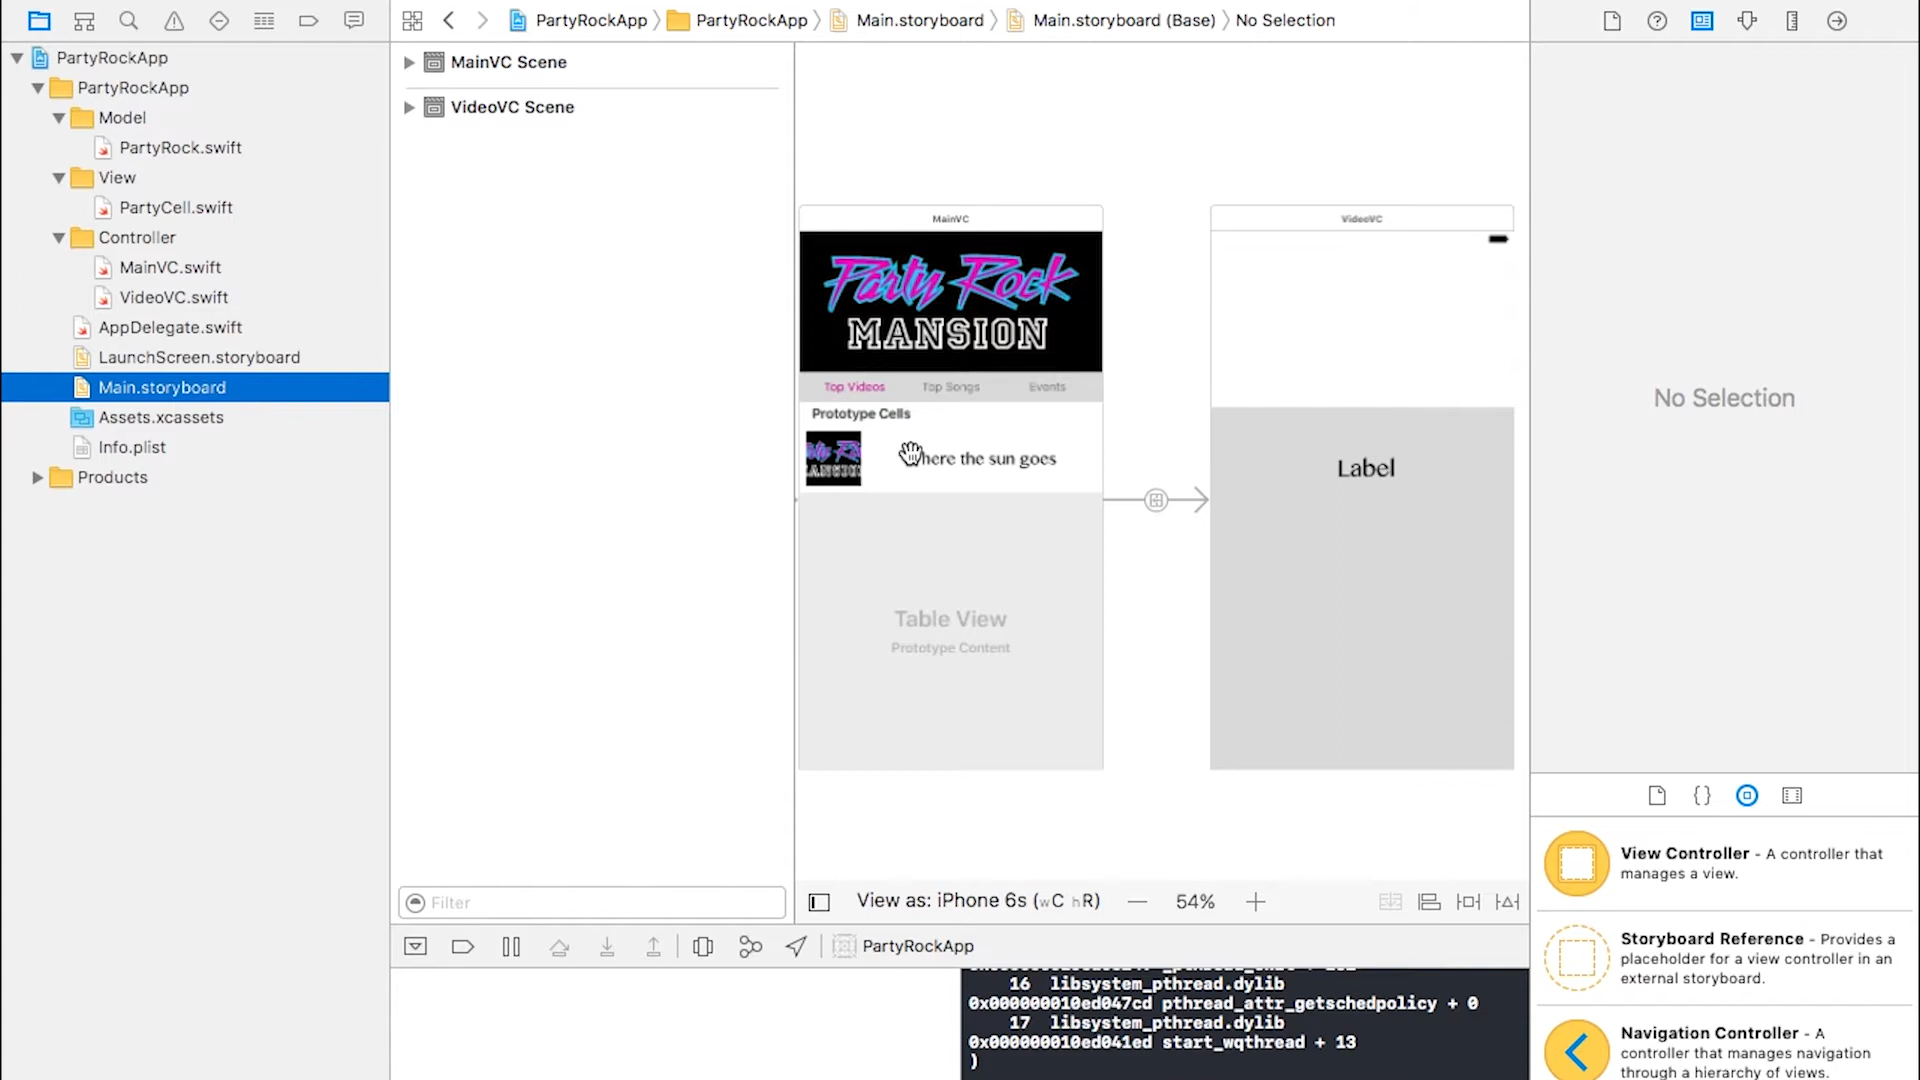 PartyRockApp PartyRockApp Main.storyboard Main.storyboard (Base) No Selection
PartyRockApp
PartyRockApp
Model
PartyRock.swift
View
PartyCell.swift
Controller
MainVC.swift
VideoVC.swift
AppDelegate.swift
LaunchScreen.storyboard
Main.storyboard
Assets.xcassets
Info.plist
Products
MainVC Scene
VideoVC Scene
Filter
MainVC
Party Rock
MANSION
Top Videos Top Songs Events
Prototype Cells
here the sun goes
Table View
Prototype Content
VideoVC
Label
View as: iPhone 6s (wC hR) — 54% +
PartyRockApp
16 libsystem_pthread.dylib
0x000000010ed047cd pthread_attr_getschedpolicy + 0
17 libsystem_pthread.dylib
0x000000010ed041ed start_wqthread + 13
)
No Selection
{}
View Controller - A controller that
manages a view.
Storyboard Reference - Provides a
placeholder for a view controller in an
external storyboard.
Navigation Controller - A
controller that manages navigation
through a hierarchy of views.